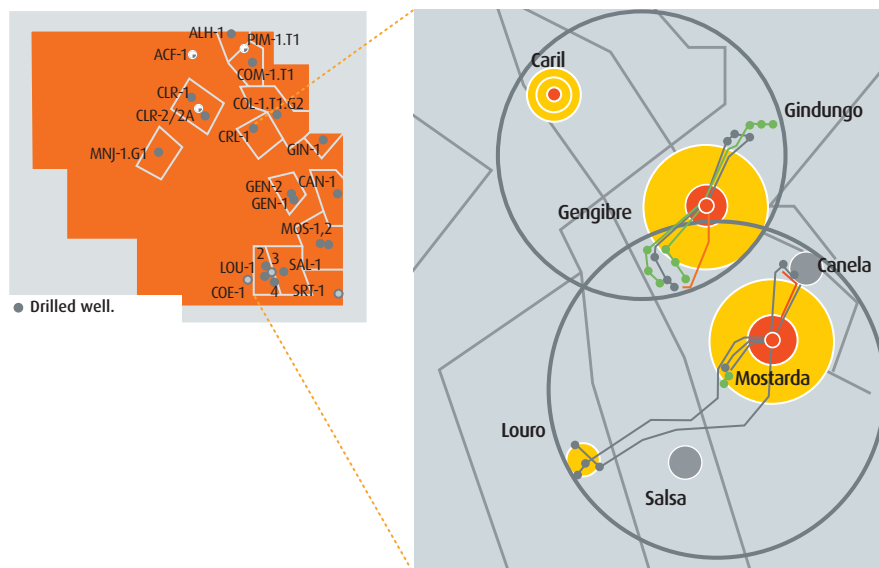 ALH-1
PIM-1.T1
ACF-1
COM-1.T1
CLR-1
COL-1.T1.G2
CLR-2/2A
CRL-1
MNJ-1.G1
GIN-1
GEN-2
CAN-1
GEN-1
MOS-1,2
2
LOU-1
3
SAL-1
COE-1
4
SRT-1
Drilled well.
Caril
Gindungo
Gengibre
Canela
Mostarda
Louro
Salsa